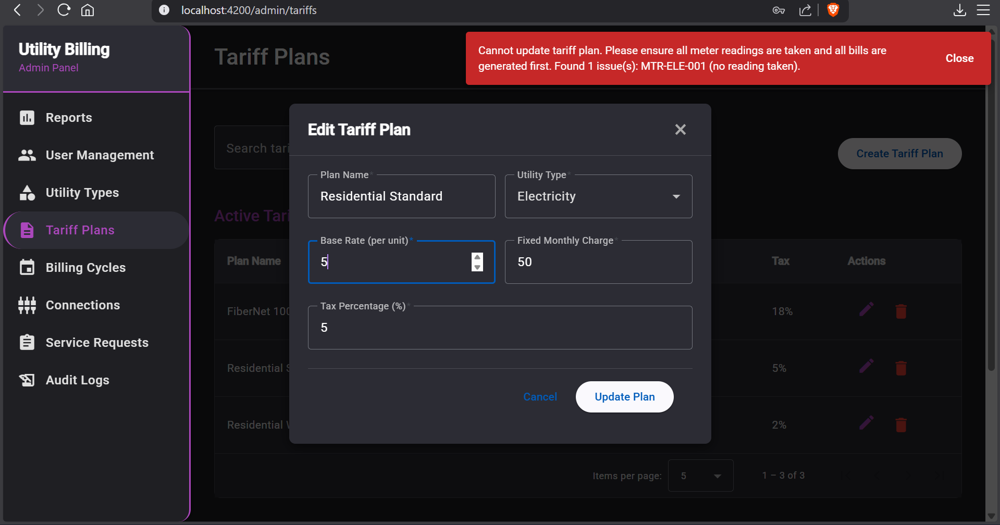 localhost:4200/admin/tariffs
Utility Billing
Admin Panel
Reports
User Management
Utility Types
Tariff Plans
Billing Cycles
Connections
Service Requests
Audit Logs
Tariff Plans
Cannot update tariff plan. Please ensure all meter readings are taken and all bills are
generated first. Found 1 issue(s): MTR-ELE-001 (no reading taken).
Close
Search tari
Create Tariff Plan
Active Tari
Plan Name
Tax
Actions
FiberNet 100
18%
Residential S
5%
Residential W
2%
Items per page:
5
1 – 3 of 3
Edit Tariff Plan
Plan Name*
Residential Standard
Utility Type*
Electricity
Base Rate (per unit)*
5
Fixed Monthly Charge*
50
Tax Percentage (%)*
5
Cancel
Update Plan